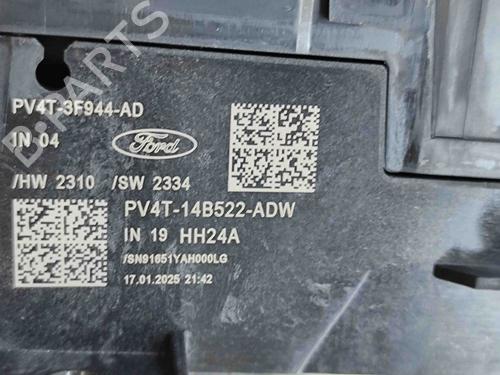 PV4T-3F944-AD
IN 04
Ford
/HW 2310 /SW 2334
PV4T-14B522-ADW
IN 19 HH24A
/SN91651YAH000LG
17.01.2025 21:42
B-PARTS